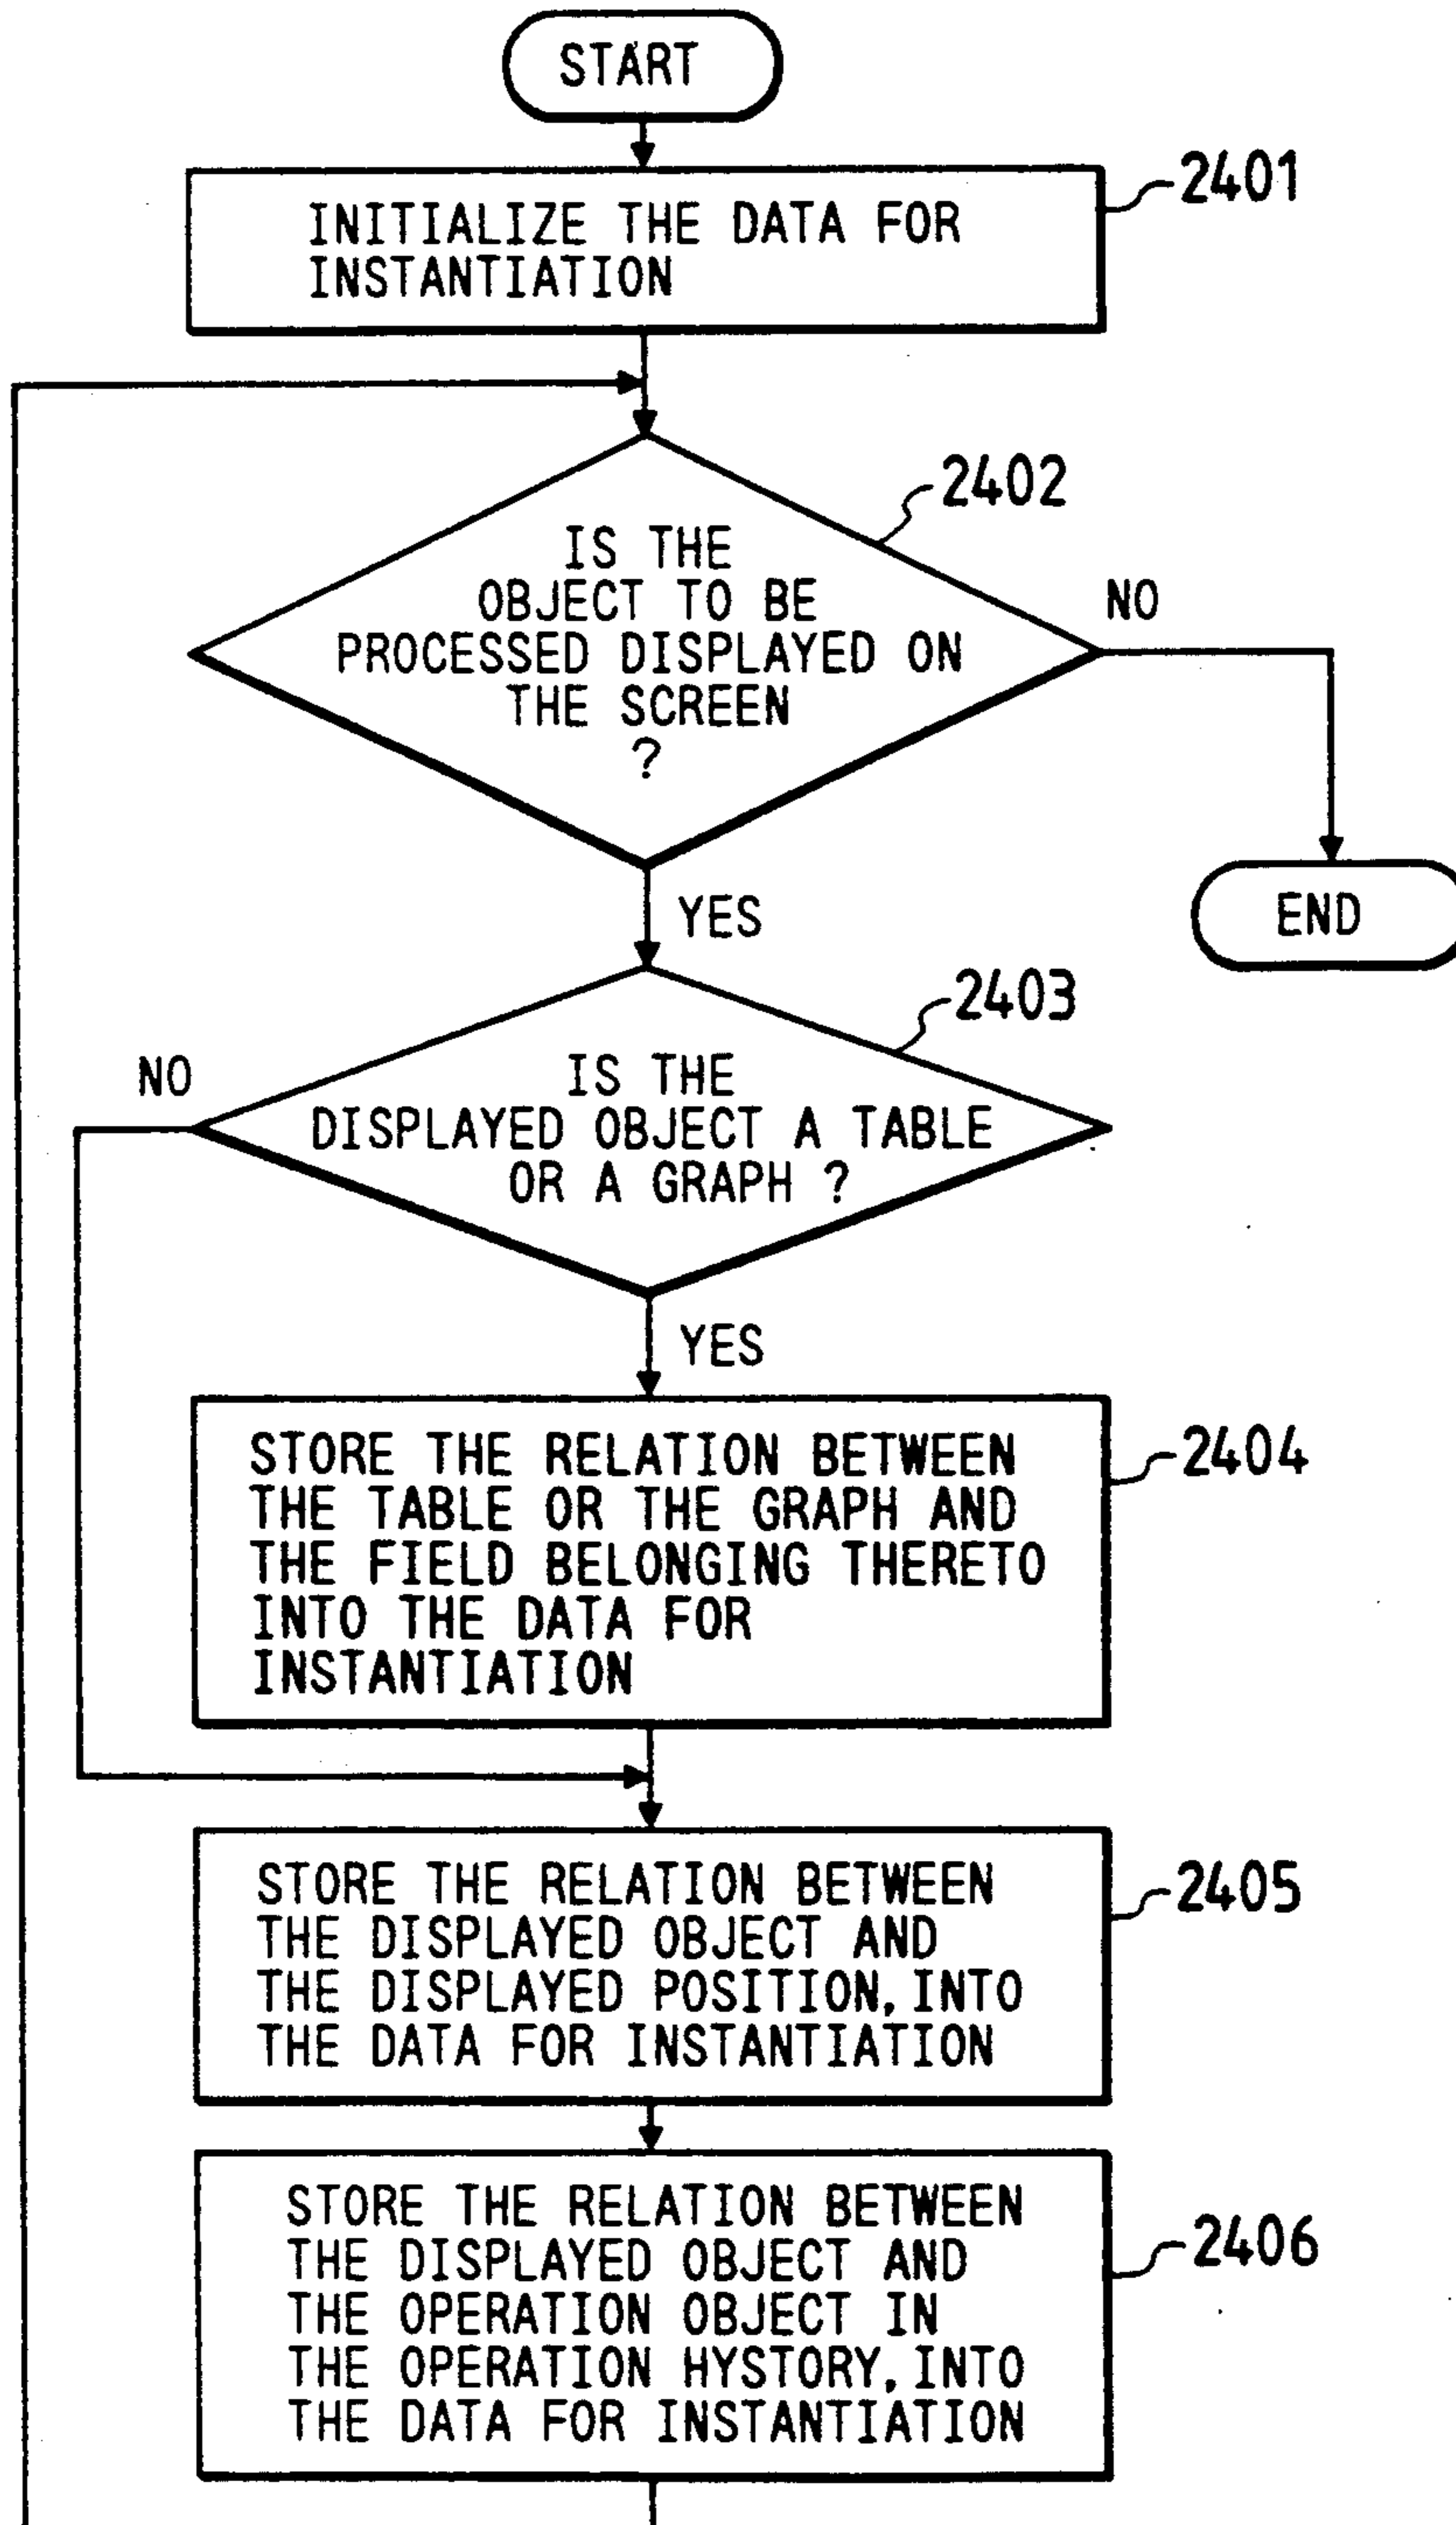 START
2401
INITIALIZE THE DATA FOR
INSTANTIATION
2402
IS THE
OBJECT TO BE
PROCESSED DISPLAYED ON
THE SCREEN
?
NO
END
YES
2403
NO
IS THE
DISPLAYED OBJECT A TABLE
OR A GRAPH ?
YES
2404
STORE THE RELATION BETWEEN
THE TABLE OR THE GRAPH AND
THE FIELD BELONGING THERETO
INTO THE DATA FOR
INSTANTIATION
2405
STORE THE RELATION BETWEEN
THE DISPLAYED OBJECT AND
THE DISPLAYED POSITION, INTO
THE DATA FOR INSTANTIATION
2406
STORE THE RELATION BETWEEN
THE DISPLAYED OBJECT AND
THE OPERATION OBJECT IN
THE OPERATION HYSTORY, INTO
THE DATA FOR INSTANTIATION